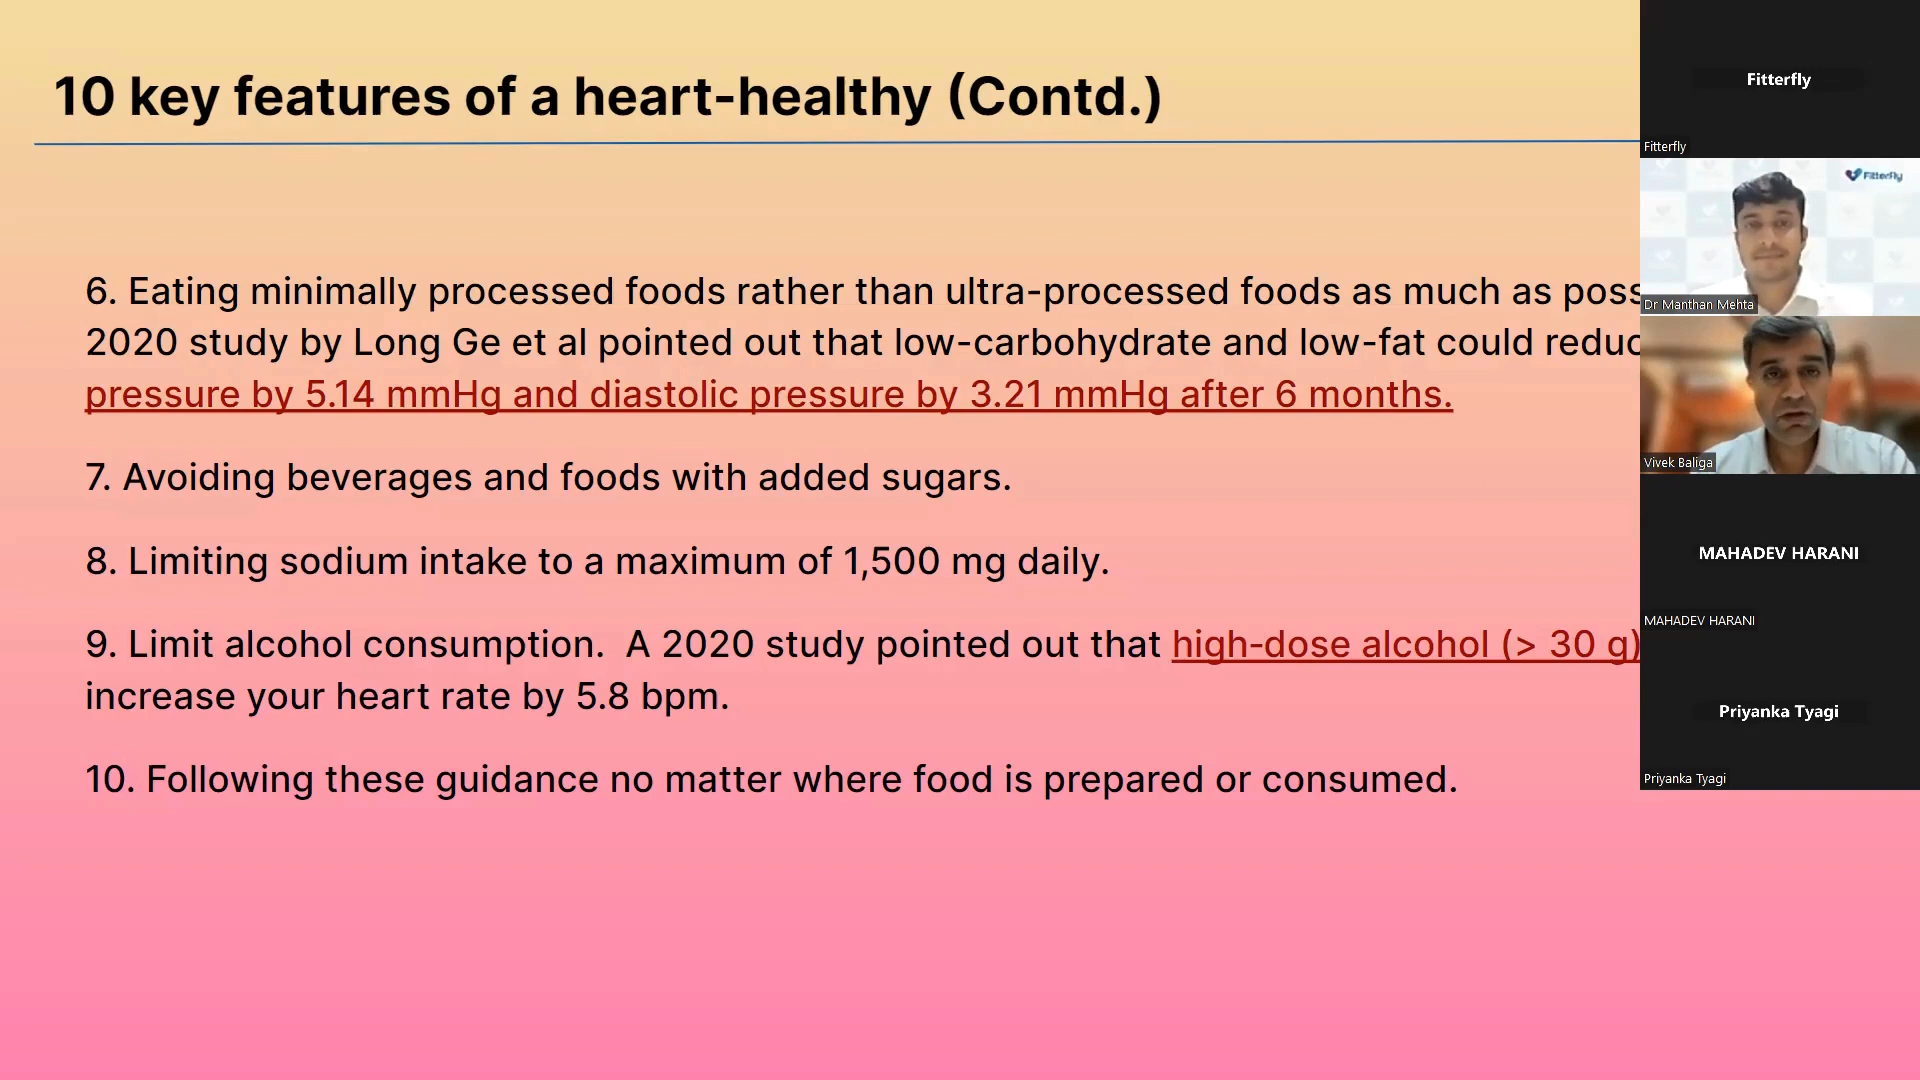 10 key features of a heart-healthy (Contd.)
6. Eating minimally processed foods rather than ultra-processed foods as much as
2020 study by Long Ge et al pointed out that low-carbohydrate and low-fat could
pressure by 5.14 mmHg and diastolic pressure by 3.21 mmHg after 6 months.
7. Avoiding beverages and foods with added sugars.
8. Limiting sodium intake to a maximum of 1,500 mg daily.
9. Limit alcohol consumption. A 2020 study pointed out that high-dose alcohol (> 30 g)
increase your heart rate by 5.8 bpm.
10. Following these guidance no matter where food is prepared or consumed.
Fitterfly
Fitterfly
Fitterfly
Dr Manthan Mehta
Vivek Baliga
MAHADEV HARANI
MAHADEV HARANI
Priyanka Tyagi
Priyanka Tyagi